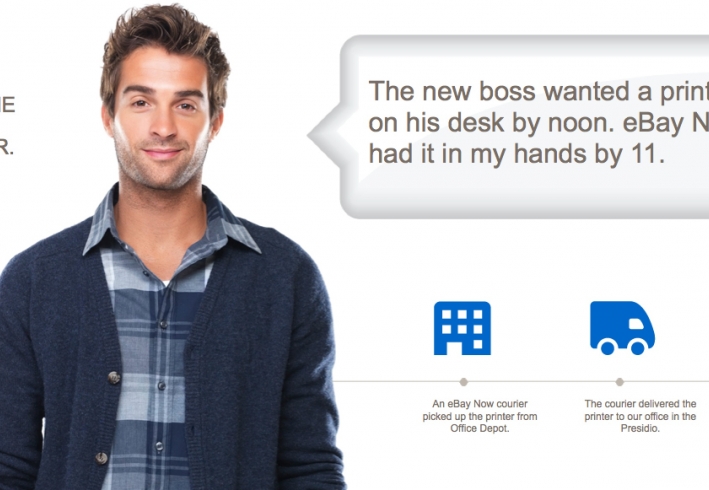 R.
The new boss wanted a print
on his desk by noon. eBay N
had it in my hands by 11.
An eBay Now courier
picked up the printer from
Office Depot.
The courier delivered the
printer to our office in the
Presidio.